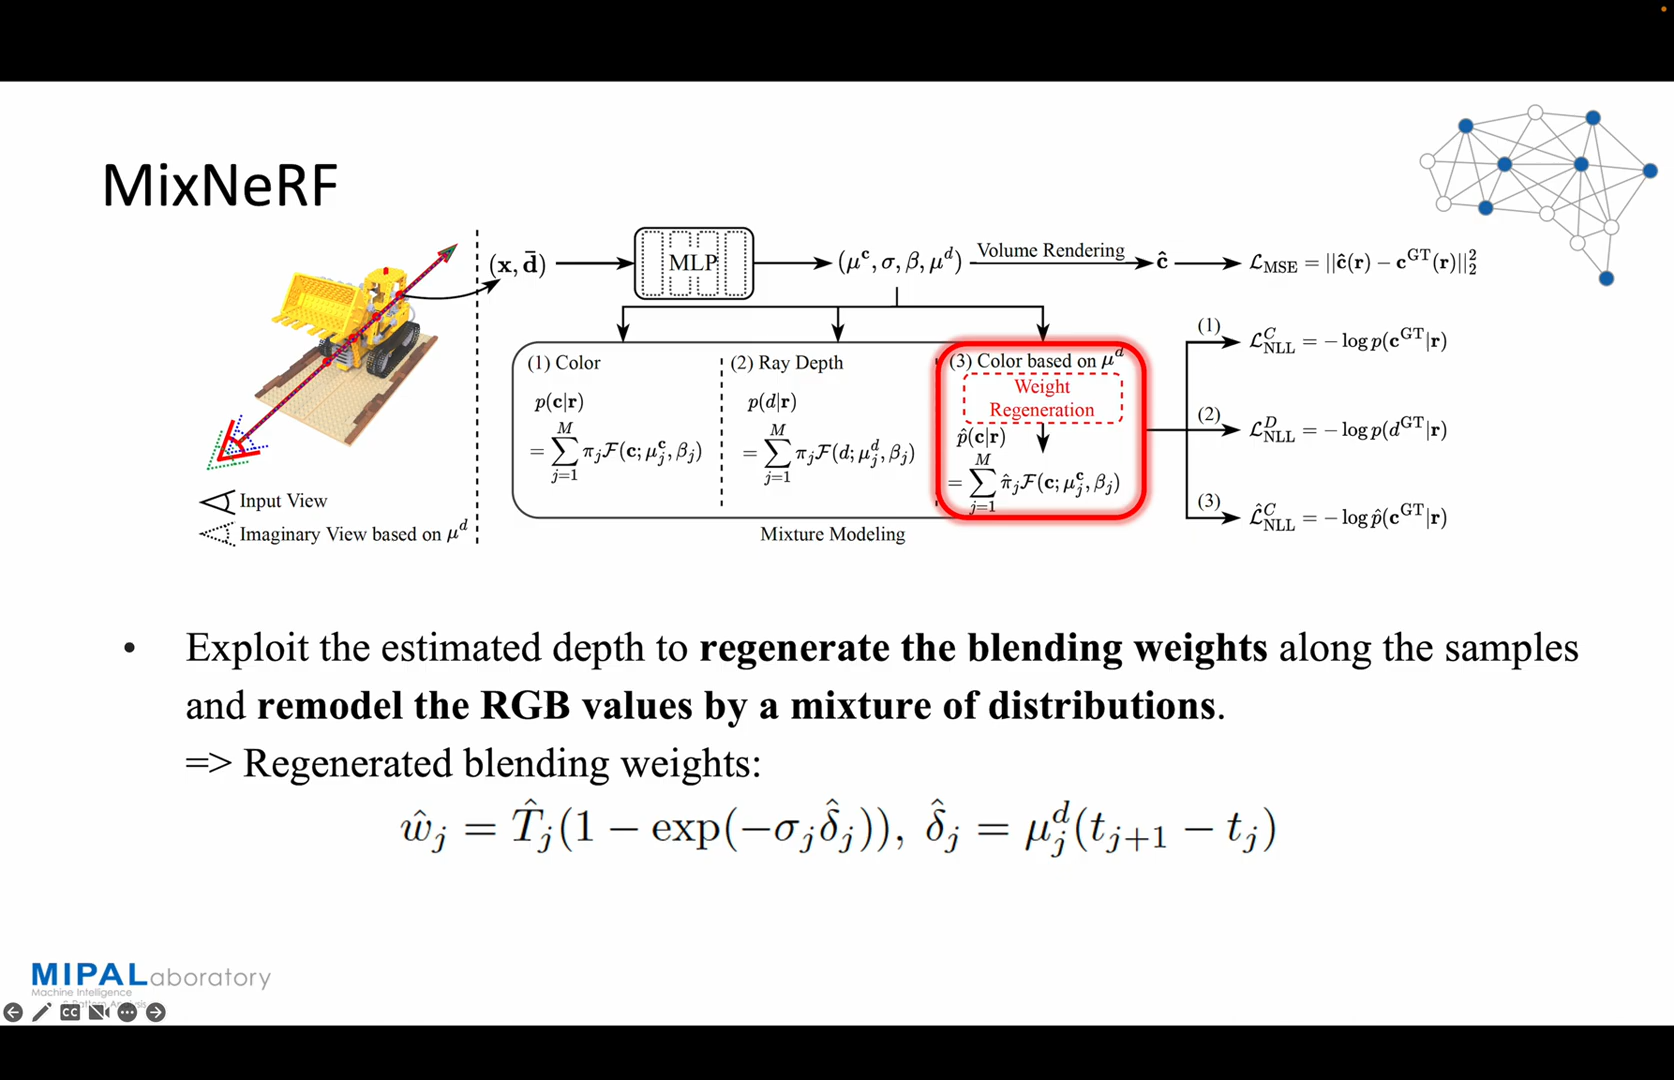 MixNeRF
(x, d̄)
MLP
(μ^c, σ, β, μ^d)
Volume Rendering
ĉ
ℒ_MSE = ||ĉ(r) − c^GT(r)||₂²
(1) Color
p(c|r)
= ∑_{j=1}^{M} π_j ℱ(c; μ_j^c, β_j)
(2) Ray Depth
p(d|r)
= ∑_{j=1}^{M} π_j ℱ(d; μ_j^d, β_j)
(3) Color based on μ^d
Weight
Regeneration
p̂(c|r)
= ∑_{j=1}^{M} π̂_j ℱ(c; μ_j^c, β_j)
Mixture Modeling
(1)
ℒ_NLL^C = − log p(c^GT|r)
(2)
ℒ_NLL^D = − log p(d^GT|r)
(3)
ℒ̂_NLL^C = − log p̂(c^GT|r)
Input View
Imaginary View based on μ^d
• Exploit the estimated depth to regenerate the blending weights along the samples
and remodel the RGB values by a mixture of distributions.
=> Regenerated blending weights:
ŵ_j = T̂_j(1 − exp(−σ_j δ̂_j)), δ̂_j = μ_j^d(t_{j+1} − t_j)
MIPALaboratory
Machine Intelligence
CC